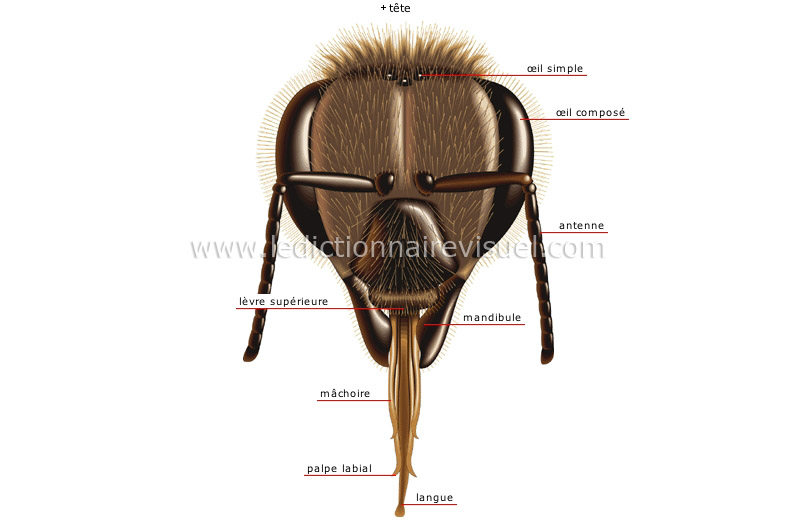 + tête
œil simple
œil composé
antenne
www.ledictionnairevisuel.com
lèvre supérieure
mandibule
mâchoire
palpe labial
langue